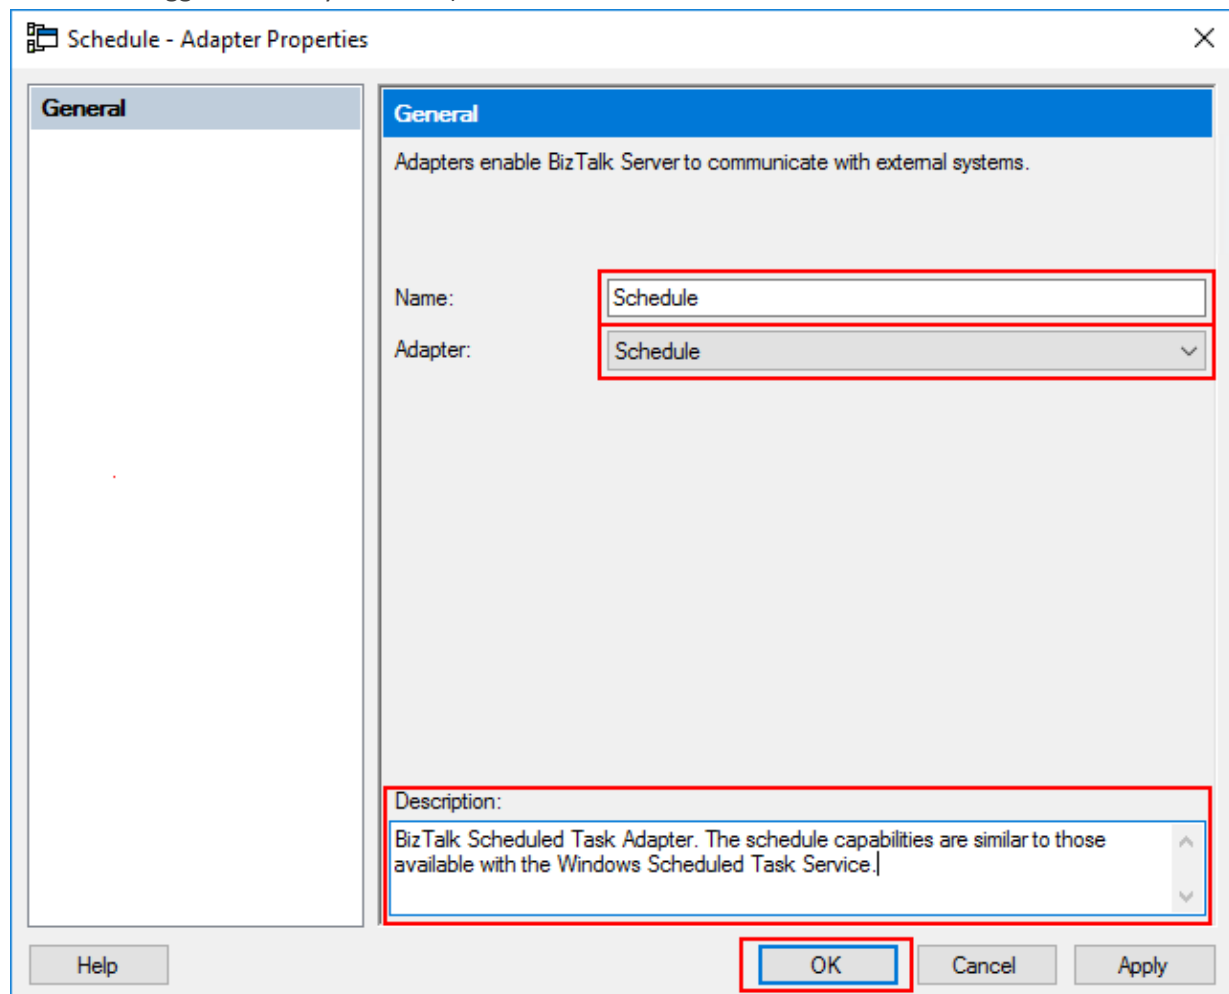 Schedule - Adapter Properties
General
General
Adapters enable BizTalk Server to communicate with external systems.
Name:
Schedule
Adapter:
Schedule
Description:
BizTalk Scheduled Task Adapter. The schedule capabilities are similar to those
available with the Windows Scheduled Task Service.
Help
OK
Cancel
Apply